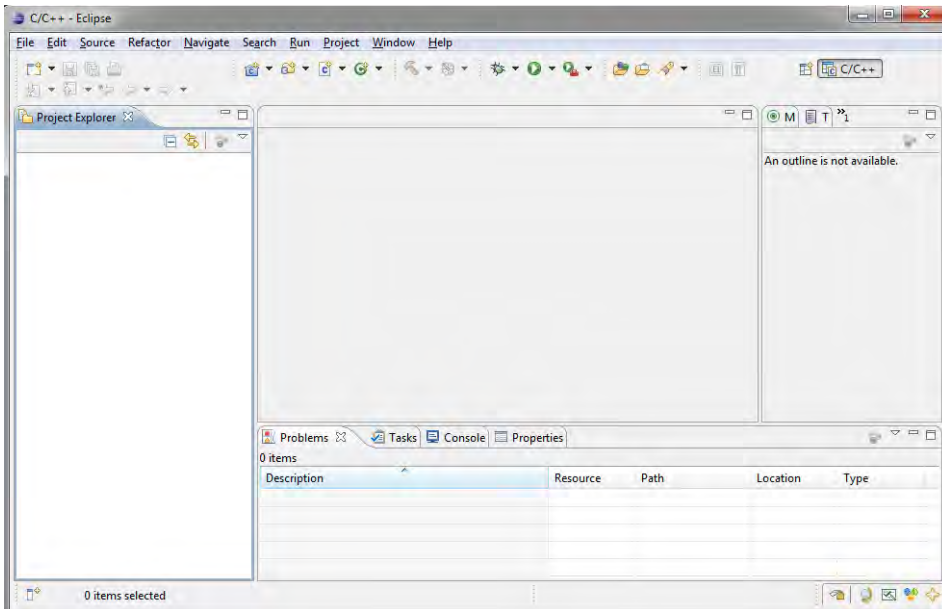 C/C++ - Eclipse
File Edit Source Refactor Navigate Search Run Project Window Help
C/C++
Project Explorer
M T »1
An outline is not available.
Problems Tasks Console Properties
0 items
Description Resource Path Location Type
0 items selected